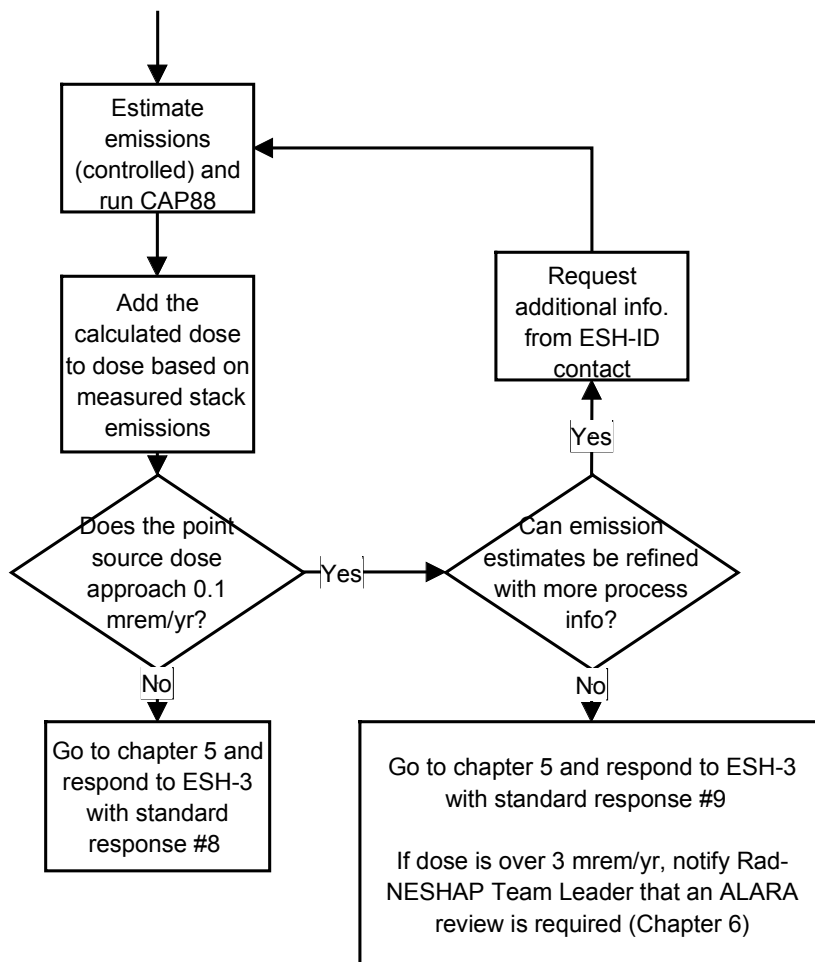 Estimate
emissions
(controlled) and
run CAP88
Add the
calculated dose
to dose based on
measured stack
emissions
Does the point
source dose
approach 0.1
mrem/yr?
Yes
No
Go to chapter 5 and
respond to ESH-3
with standard
response #8
Request
additional info.
from ESH-ID
contact
Yes
Can emission
estimates be refined
with more process
info?
No
Go to chapter 5 and respond to ESH-3
with standard response #9
If dose is over 3 mrem/yr, notify Rad-
NESHAP Team Leader that an ALARA
review is required (Chapter 6)